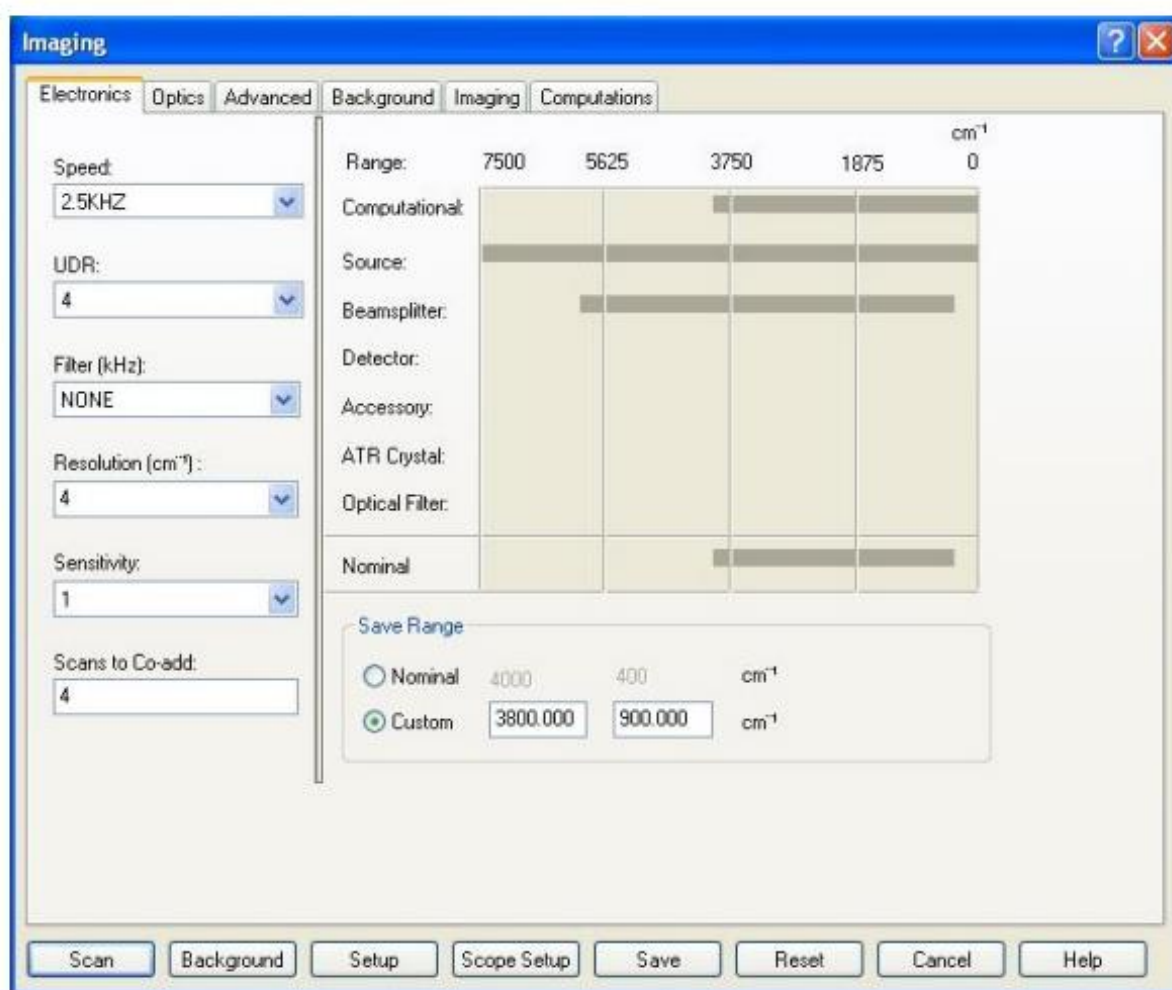 Imaging
Electronics Optics Advanced Background Imaging Computations
Speed:
2.5KHZ
UDR:
4
Filter (kHz):
NONE
Resolution (cm⁻¹) :
4
Sensitivity:
1
Scans to Co-add:
4
cm⁻¹
Range: 7500 5625 3750 1875 0
Computational:
Source:
Beamsplitter:
Detector:
Accessory:
ATR Crystal:
Optical Filter:
Nominal
Save Range
Nominal 4000 400 cm⁻¹
Custom 3800.000 900.000 cm⁻¹
Scan Background Setup Scope Setup Save Reset Cancel Help